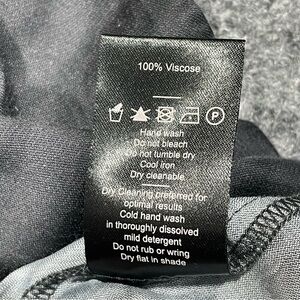 100% Viscose
P
Hand wash
Do not bleach
Do not tumble dry
Cool iron
Dry cleanable.
Dry Cleaning preferred for
optimal results
Cold hand wash
in thoroughly dissolved
mild detergent
Do not rub or wring
Dry flat in shade